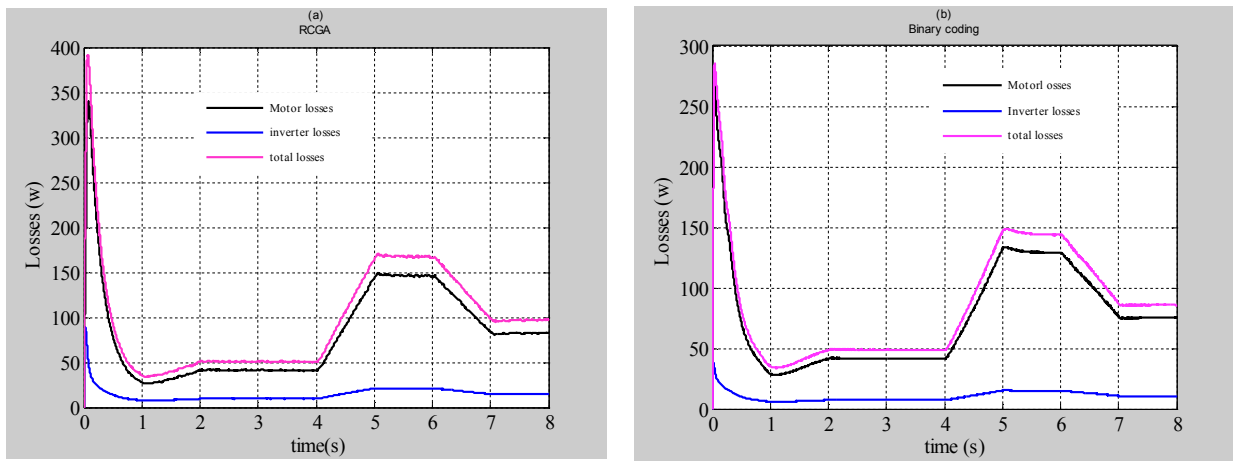 (a)
RCGA
400
350
300
250
200
150
100
50
0
Losses (w)
Motor losses
inverter losses
total losses
0 1 2 3 4 5 6 7 8
time(s)
(b)
Binary coding
300
250
200
150
100
50
0
Losses (w)
Motorl osses
Inverter losses
total losses
0 1 2 3 4 5 6 7 8
time (s)